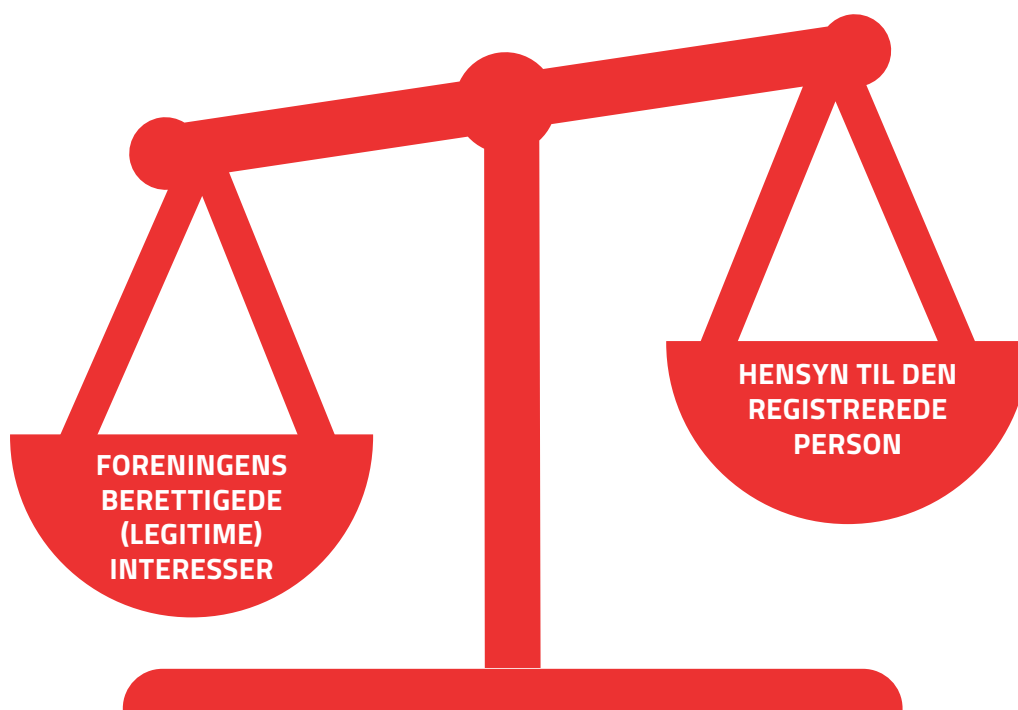 FORENINGENS
BERETTIGEDE
(LEGITIME)
INTERESSER
HENSYN TIL DEN
REGISTREREDE
PERSON